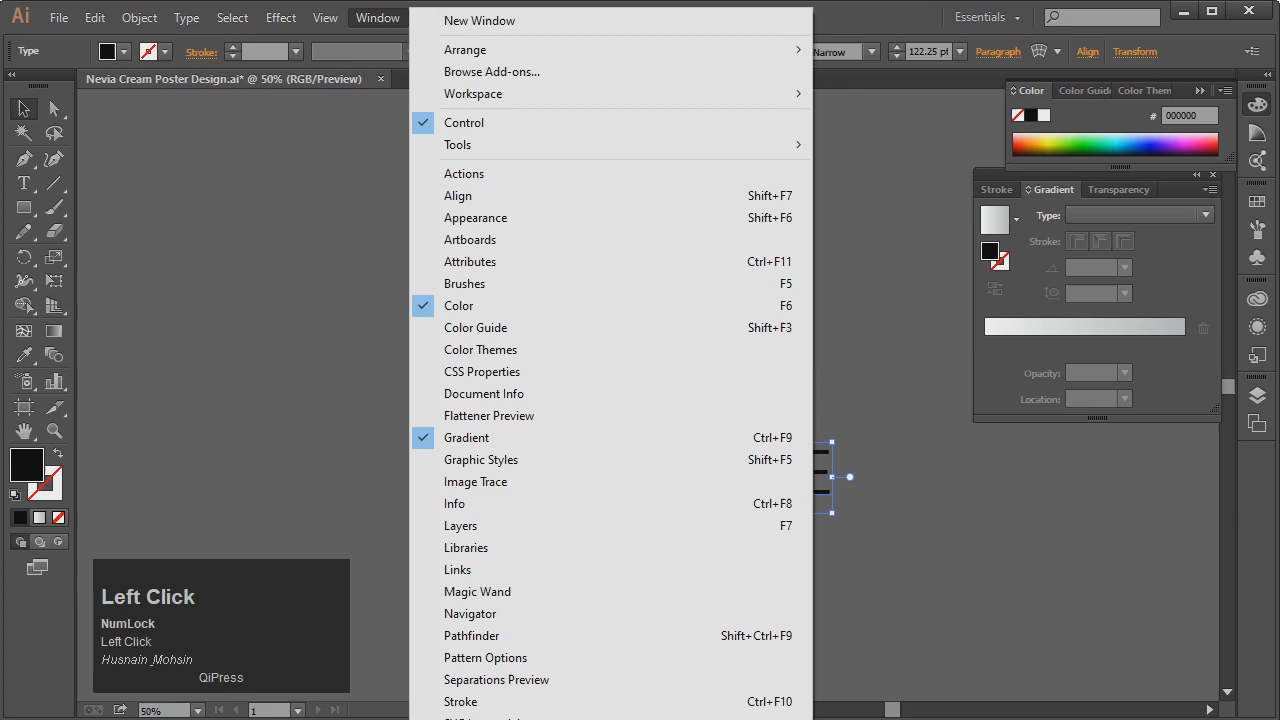 Ai File Edit Object Type Select Effect View Window Essentials
Type Stroke: Narrow 122.25 pt Paragraph Align Transform
Nevia Cream Poster Design.ai* @ 50% (RGB/Preview)
New Window
Arrange
Browse Add-ons...
Workspace
Control
Tools
Actions
Align Shift+F7
Appearance Shift+F6
Artboards
Attributes Ctrl+F11
Brushes F5
Color F6
Color Guide Shift+F3
Color Themes
CSS Properties
Document Info
Flattener Preview
Gradient Ctrl+F9
Graphic Styles Shift+F5
Image Trace
Info Ctrl+F8
Layers F7
Libraries
Links
Magic Wand
Navigator
Pathfinder Shift+Ctrl+F9
Pattern Options
Separations Preview
Stroke Ctrl+F10
Color Color Guid Color Them
# 000000
Stroke Gradient Transparency
Type:
Stroke:
Opacity:
Location:
Left Click
NumLock
Left Click
Husnain_Mohsin
QiPress
50% 1